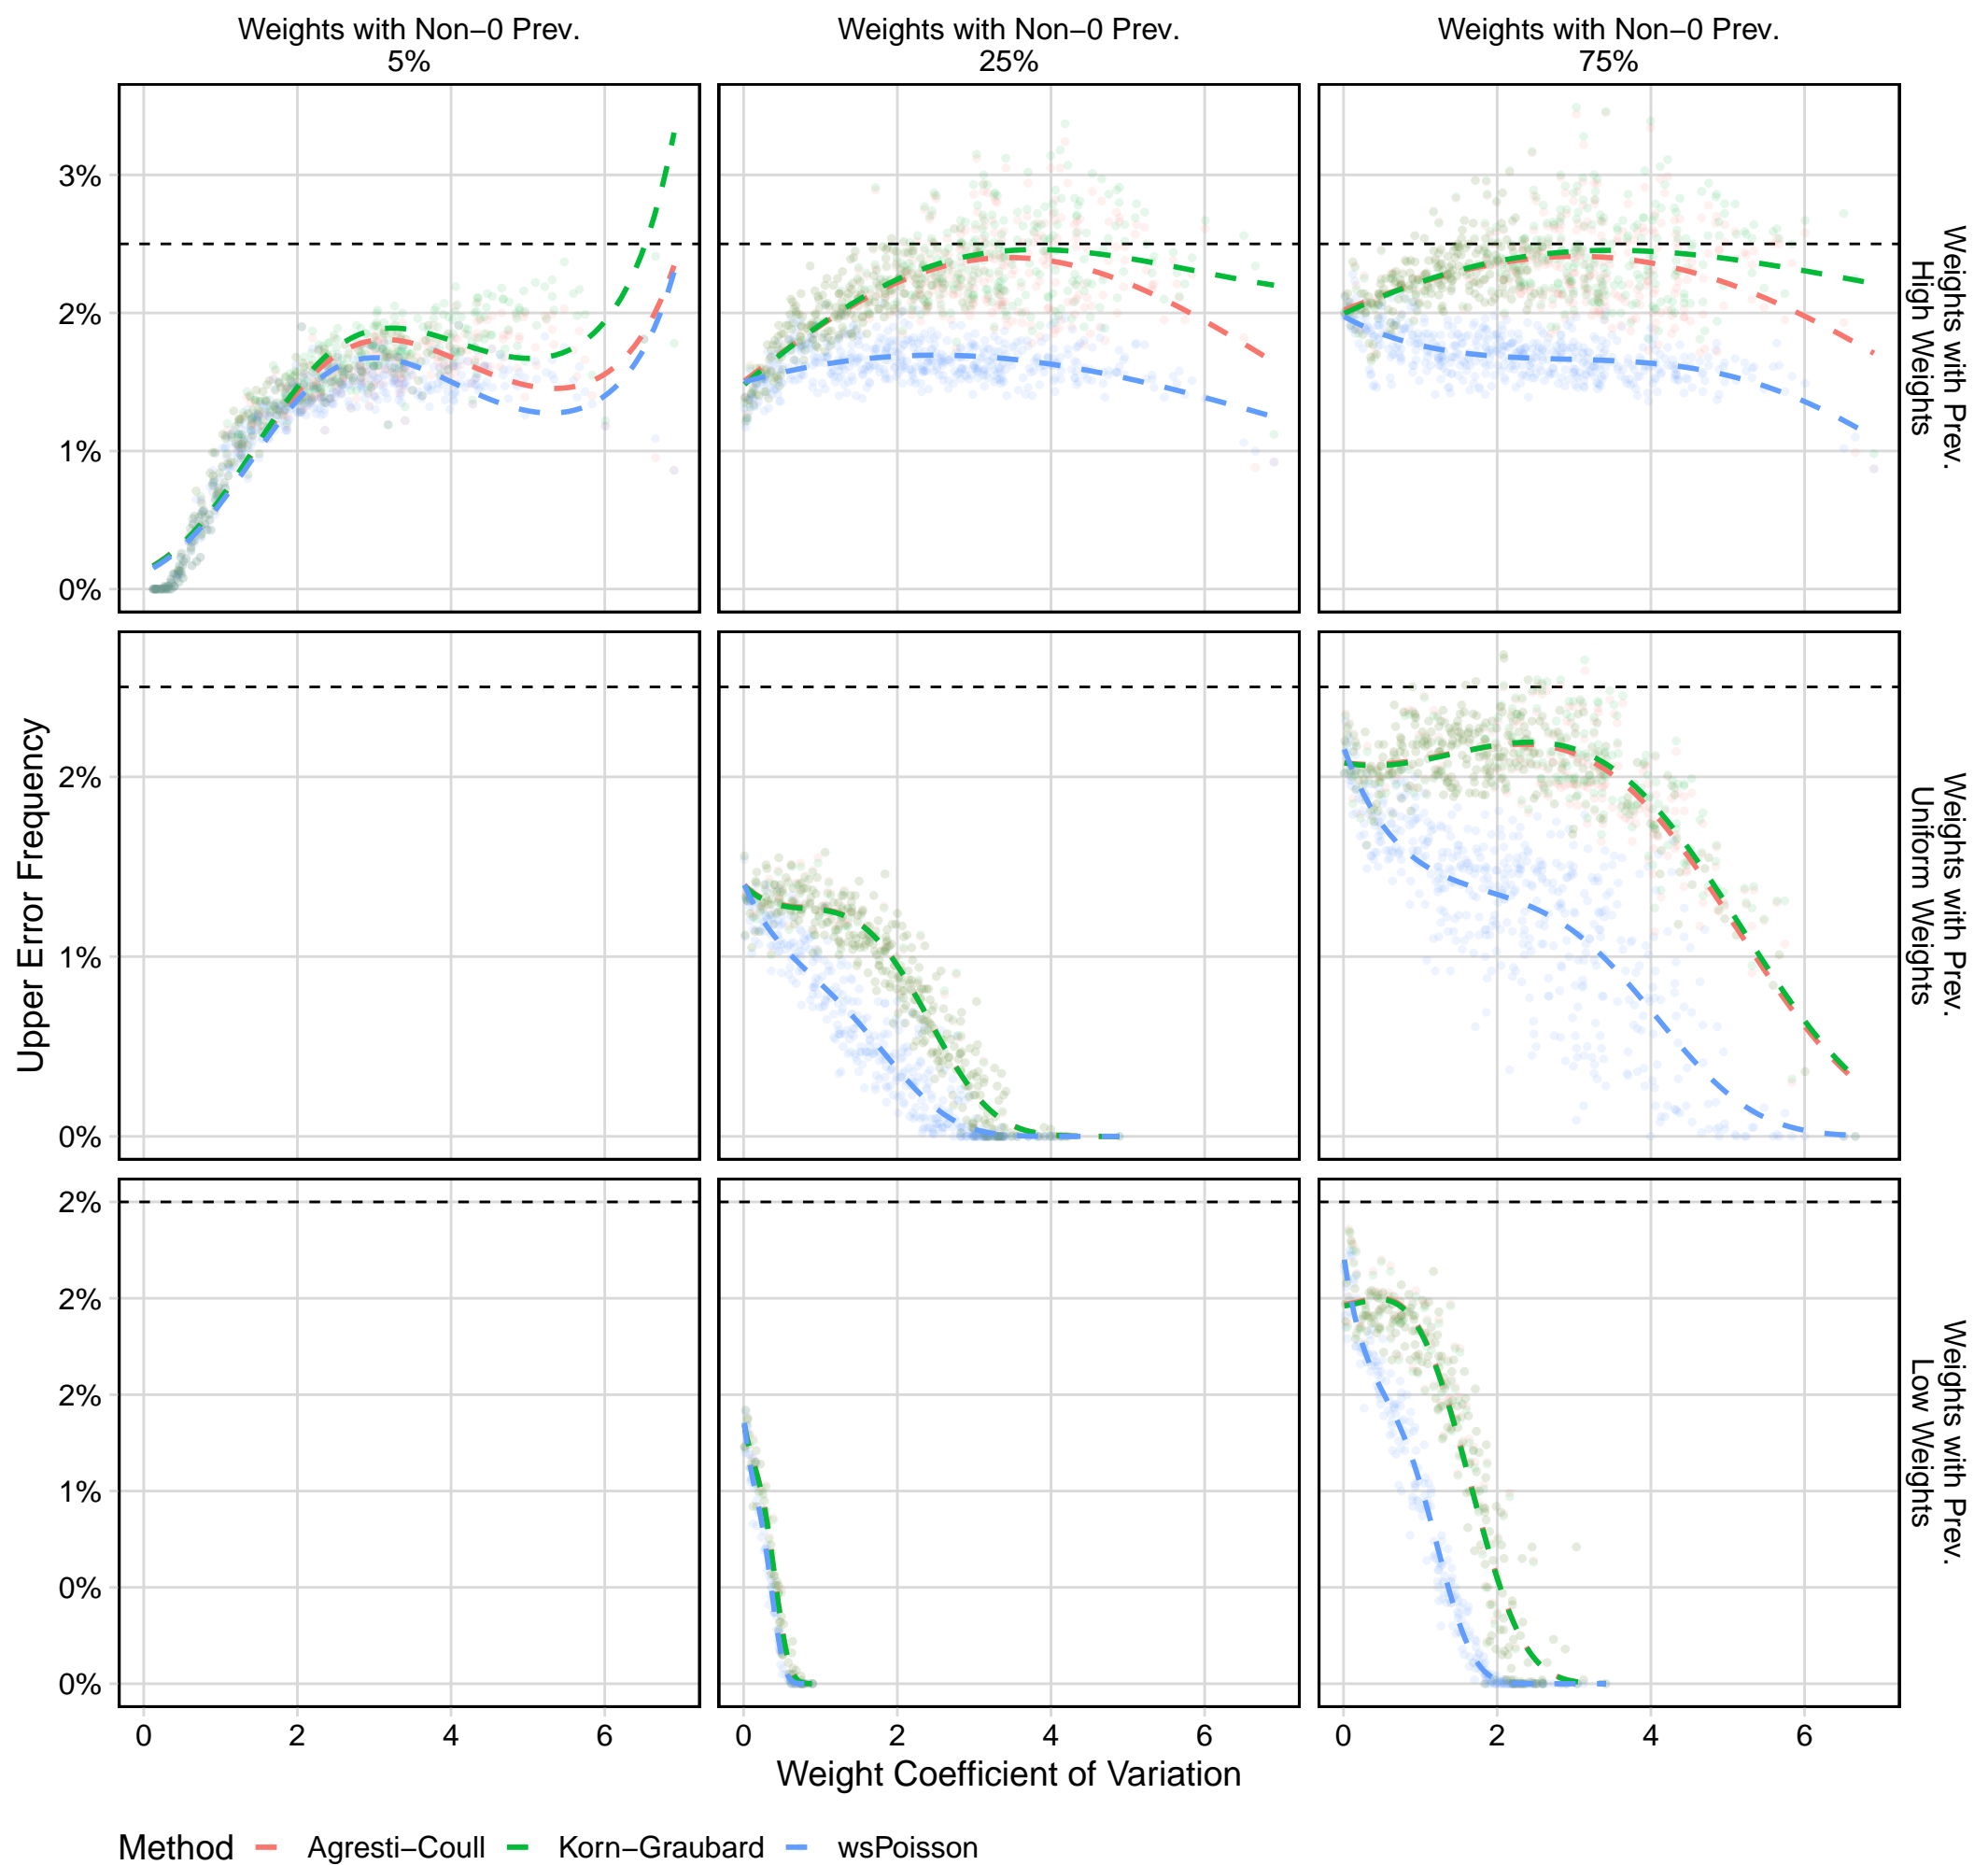 Weights with Non−0 Prev.
5%
Weights with Non−0 Prev.
25%
Weights with Non−0 Prev.
75%
3%
2%
1%
0%
Weights with Prev.
High Weights
2%
1%
0%
Weights with Prev.
Uniform Weights
2%
2%
2%
1%
0%
0%
Weights with Prev.
Low Weights
Upper Error Frequency
0 2 4 6
0 2 4 6
0 2 4 6
Weight Coefficient of Variation
Method Agresti−Coull Korn−Graubard wsPoisson